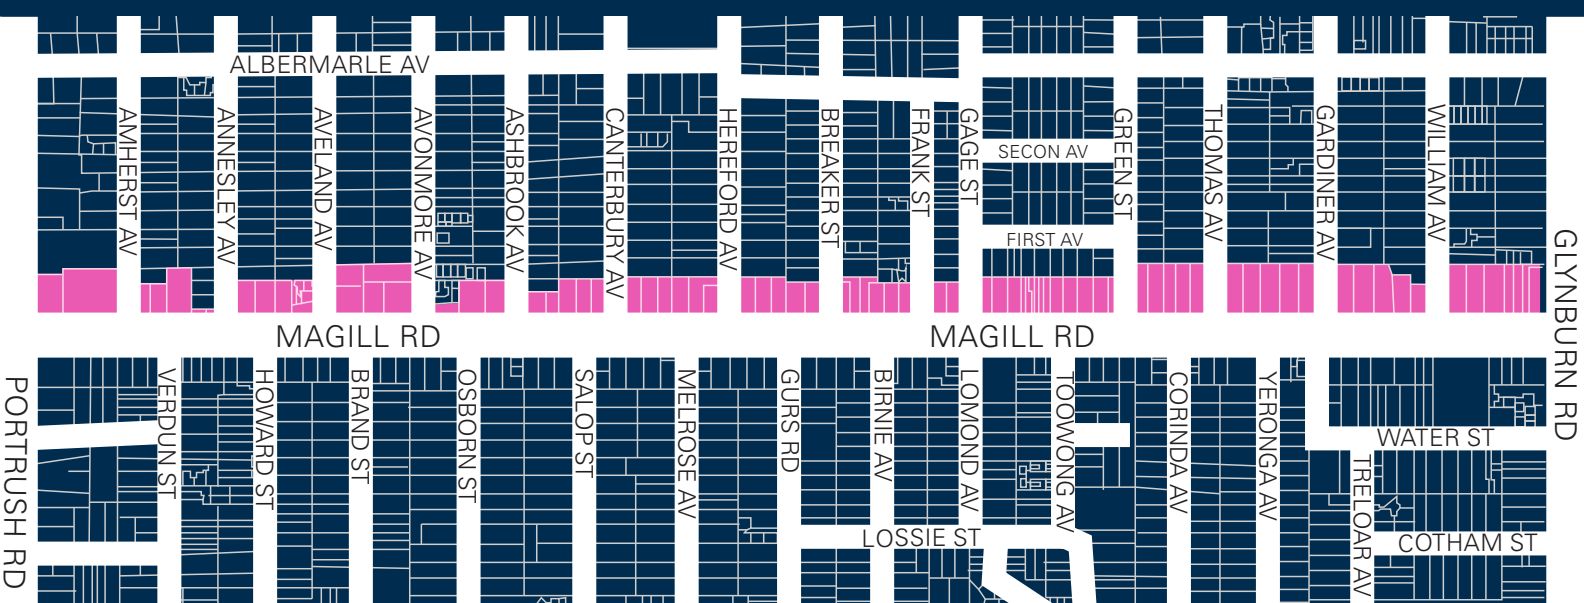 ALBERMARLE AV
AMHERST AV
ANNESLEY AV
AVELAND AV
AVONMORE AV
ASHBROOK AV
CANTERBURY AV
HEREFORD AV
BREAKER ST
FRANK ST
GAGE ST
SECON AV
FIRST AV
GREEN ST
THOMAS AV
GARDINER AV
WILLIAM AV
GLYNBURN RD
MAGILL RD
MAGILL RD
PORTRUSH RD
VERDUN ST
HOWARD ST
BRAND ST
OSBORN ST
SALOP ST
MELROSE AV
GURS RD
BIRNIE AV
LOMOND AV
TOOWONG AV
CORINDA AV
YERONGA AV
WATER ST
TRELOAR AV
LOSSIE ST
COTHAM ST